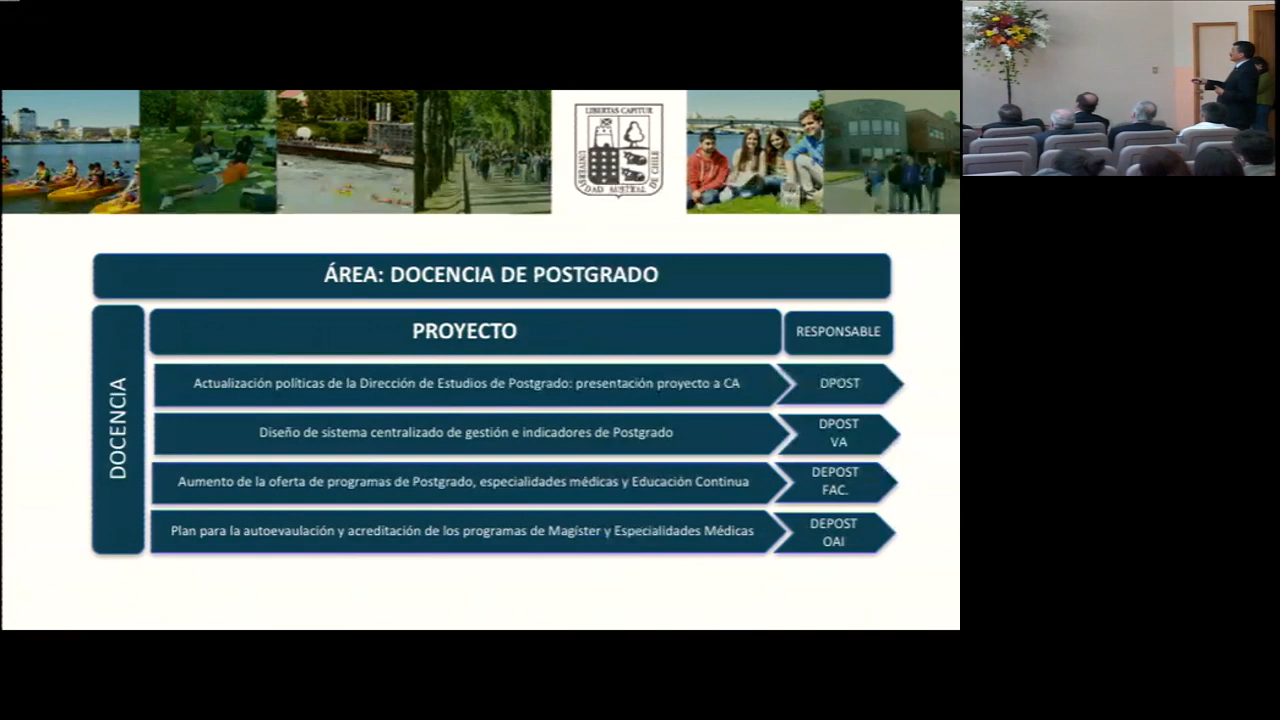 LIBERTAS CAPITUR
UNIVERSIDAD AUSTRAL DE CHILE
ÁREA: DOCENCIA DE POSTGRADO
DOCENCIA
PROYECTO
RESPONSABLE
Actualización políticas de la Dirección de Estudios de Postgrado: presentación proyecto a CA
DPOST
Diseño de sistema centralizado de gestión e indicadores de Postgrado
DPOST
VA
Aumento de la oferta de programas de Postgrado, especialidades médicas y Educación Continua
DEPOST
FAC.
Plan para la autoevaulación y acreditación de los programas de Magíster y Especialidades Médicas
DEPOST
OAI